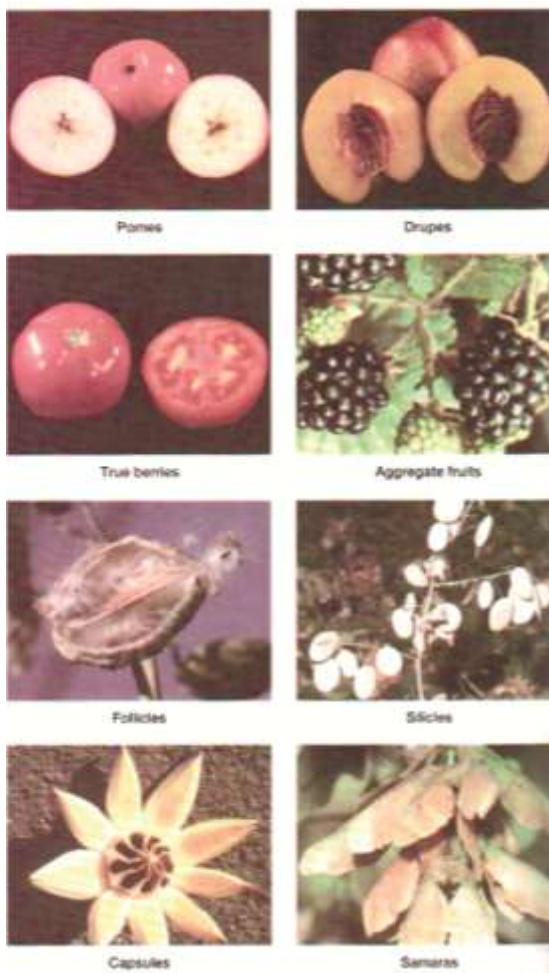 Pomes
Drupes
True berries
Aggregate fruits
Follicles
Silicles
Capsules
Samaras